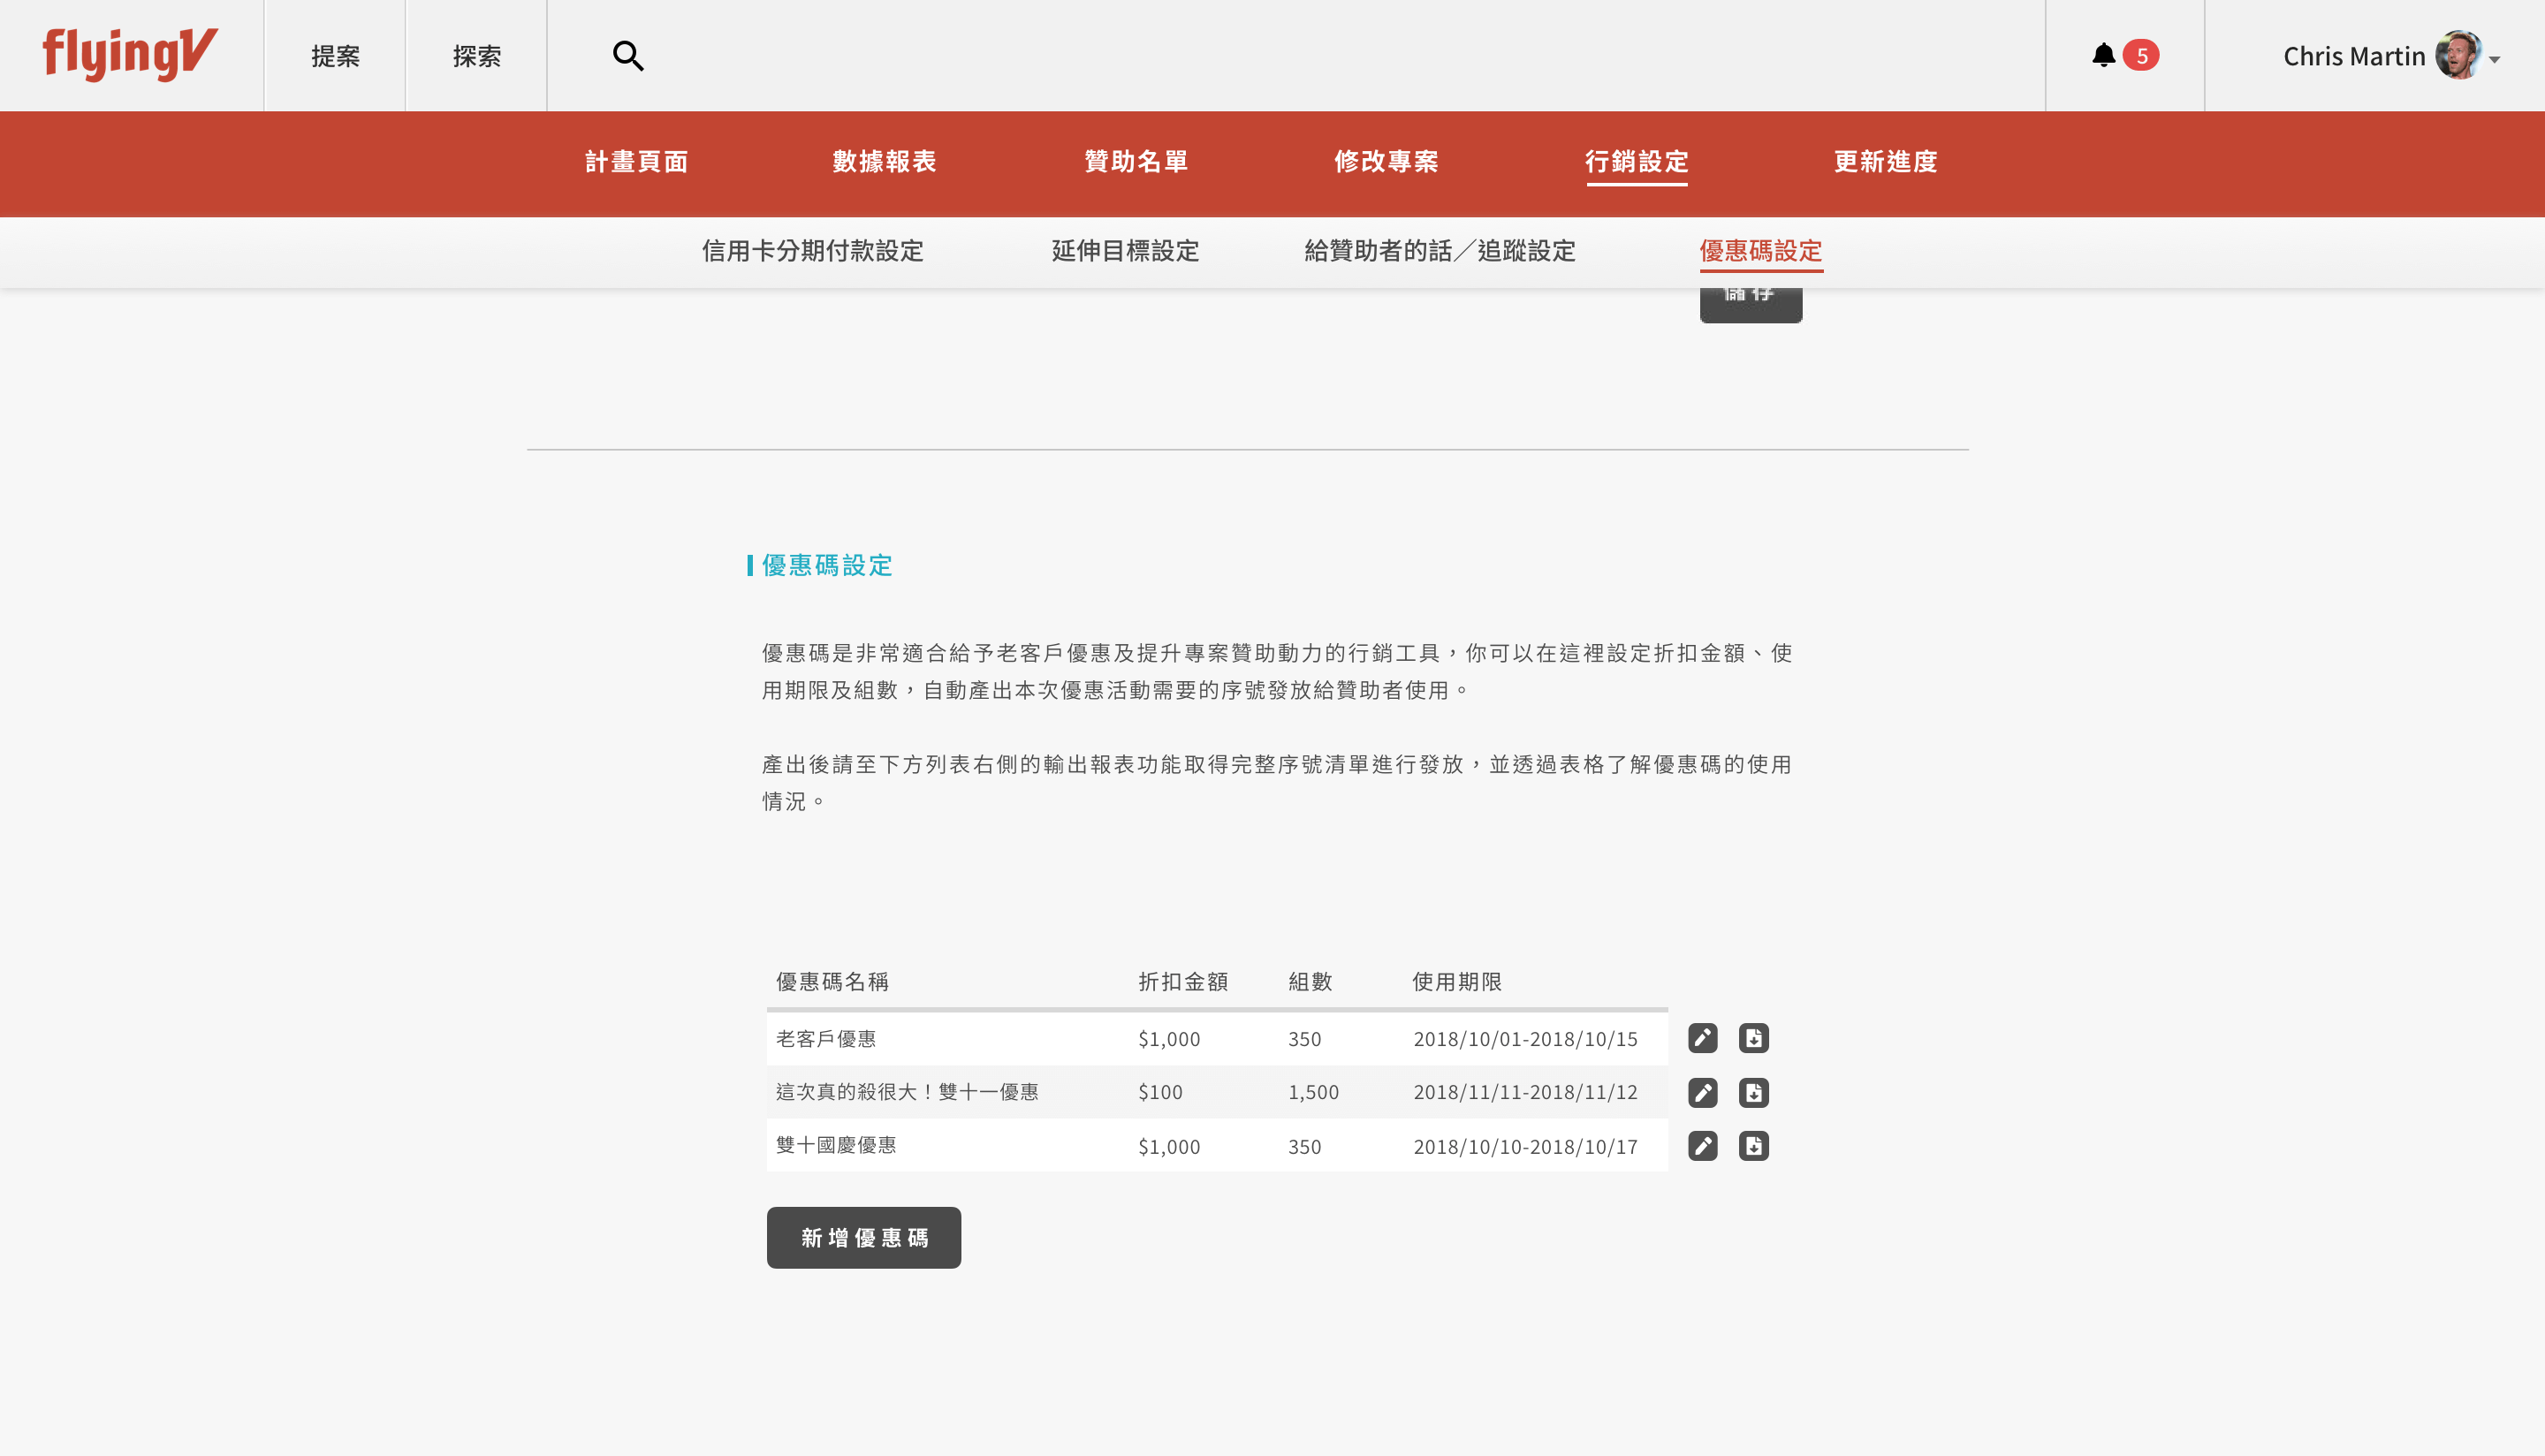 flyingV
提案
探索
5
Chris Martin
計畫頁面
數據報表
贊助名單
修改專案
行銷設定
更新進度
信用卡分期付款設定
延伸目標設定
給贊助者的話／追蹤設定
優惠碼設定
儲存
優惠碼設定
優惠碼是非常適合給予老客戶優惠及提升專案贊助動力的行銷工具，你可以在這裡設定折扣金額、使
用期限及組數，自動產出本次優惠活動需要的序號發放給贊助者使用。
產出後請至下方列表右側的輸出報表功能取得完整序號清單進行發放，並透過表格了解優惠碼的使用
情況。
優惠碼名稱 折扣金額 組數 使用期限
老客戶優惠 $1,000 350 2018/10/01-2018/10/15
這次真的殺很大！雙十一優惠 $100 1,500 2018/11/11-2018/11/12
雙十國慶優惠 $1,000 350 2018/10/10-2018/10/17
新增優惠碼